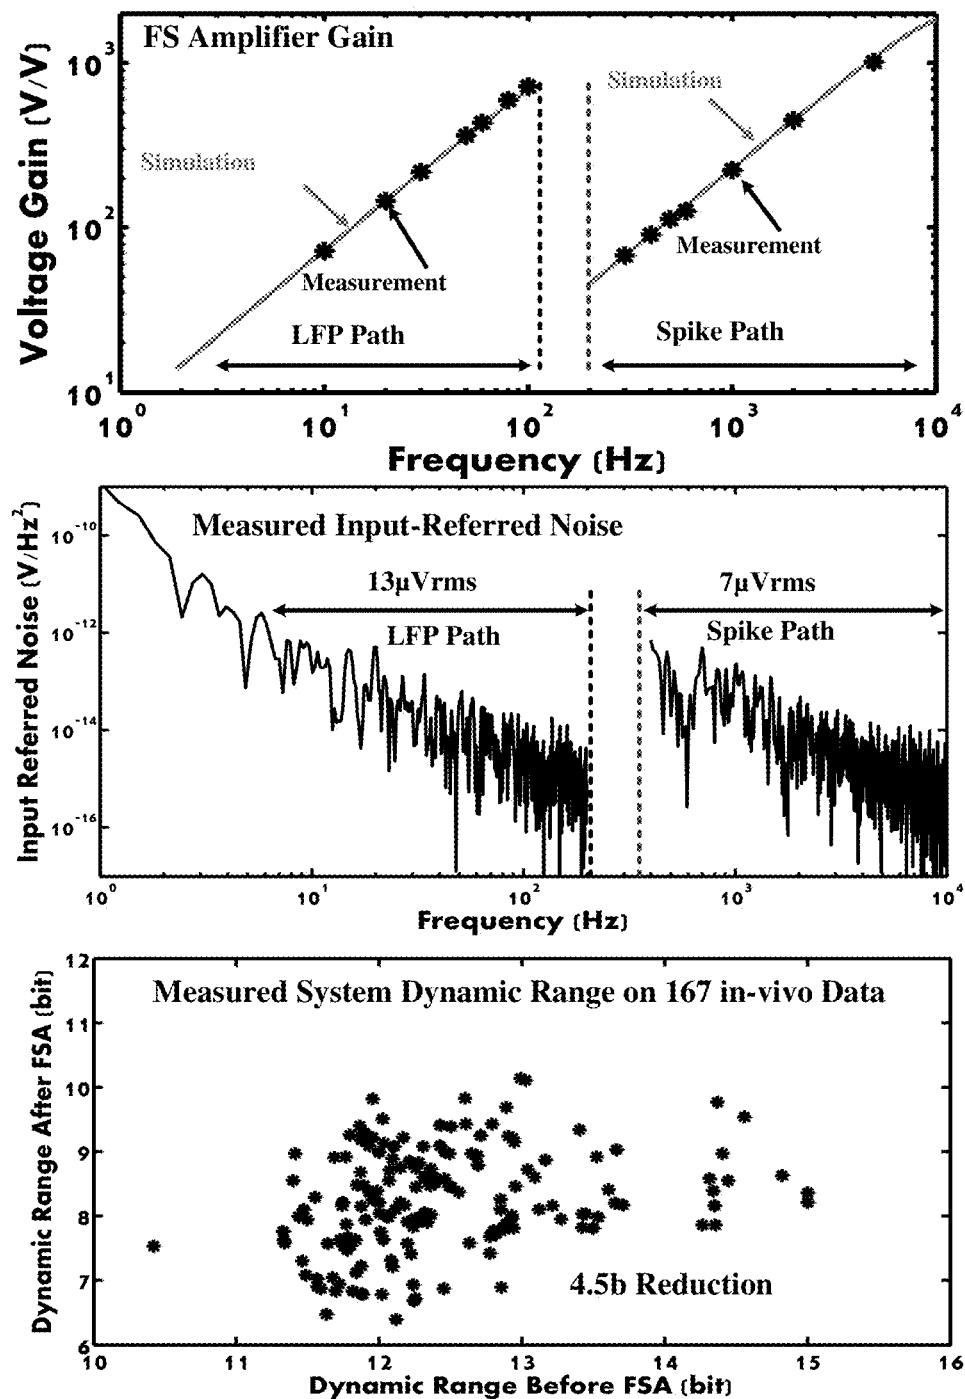 FS Amplifier Gain
Voltage Gain (V/V)
10³
10²
10¹
Simulation
Simulation
Measurement
Measurement
LFP Path
Spike Path
10⁰ 10¹ 10² 10³ 10⁴
Frequency (Hz)
Measured Input-Referred Noise
Input Referred Noise (V/Hz²)
10⁻¹⁰
10⁻¹²
10⁻¹⁴
10⁻¹⁶
13µVrms
7µVrms
LFP Path
Spike Path
10⁰ 10¹ 10² 10³ 10⁴
Frequency (Hz)
Measured System Dynamic Range on 167 in-vivo Data
Dynamic Range After FSA (bit)
12
11
10
9
8
7
6
4.5b Reduction
10 11 12 13 14 15 16
Dynamic Range Before FSA (bit)